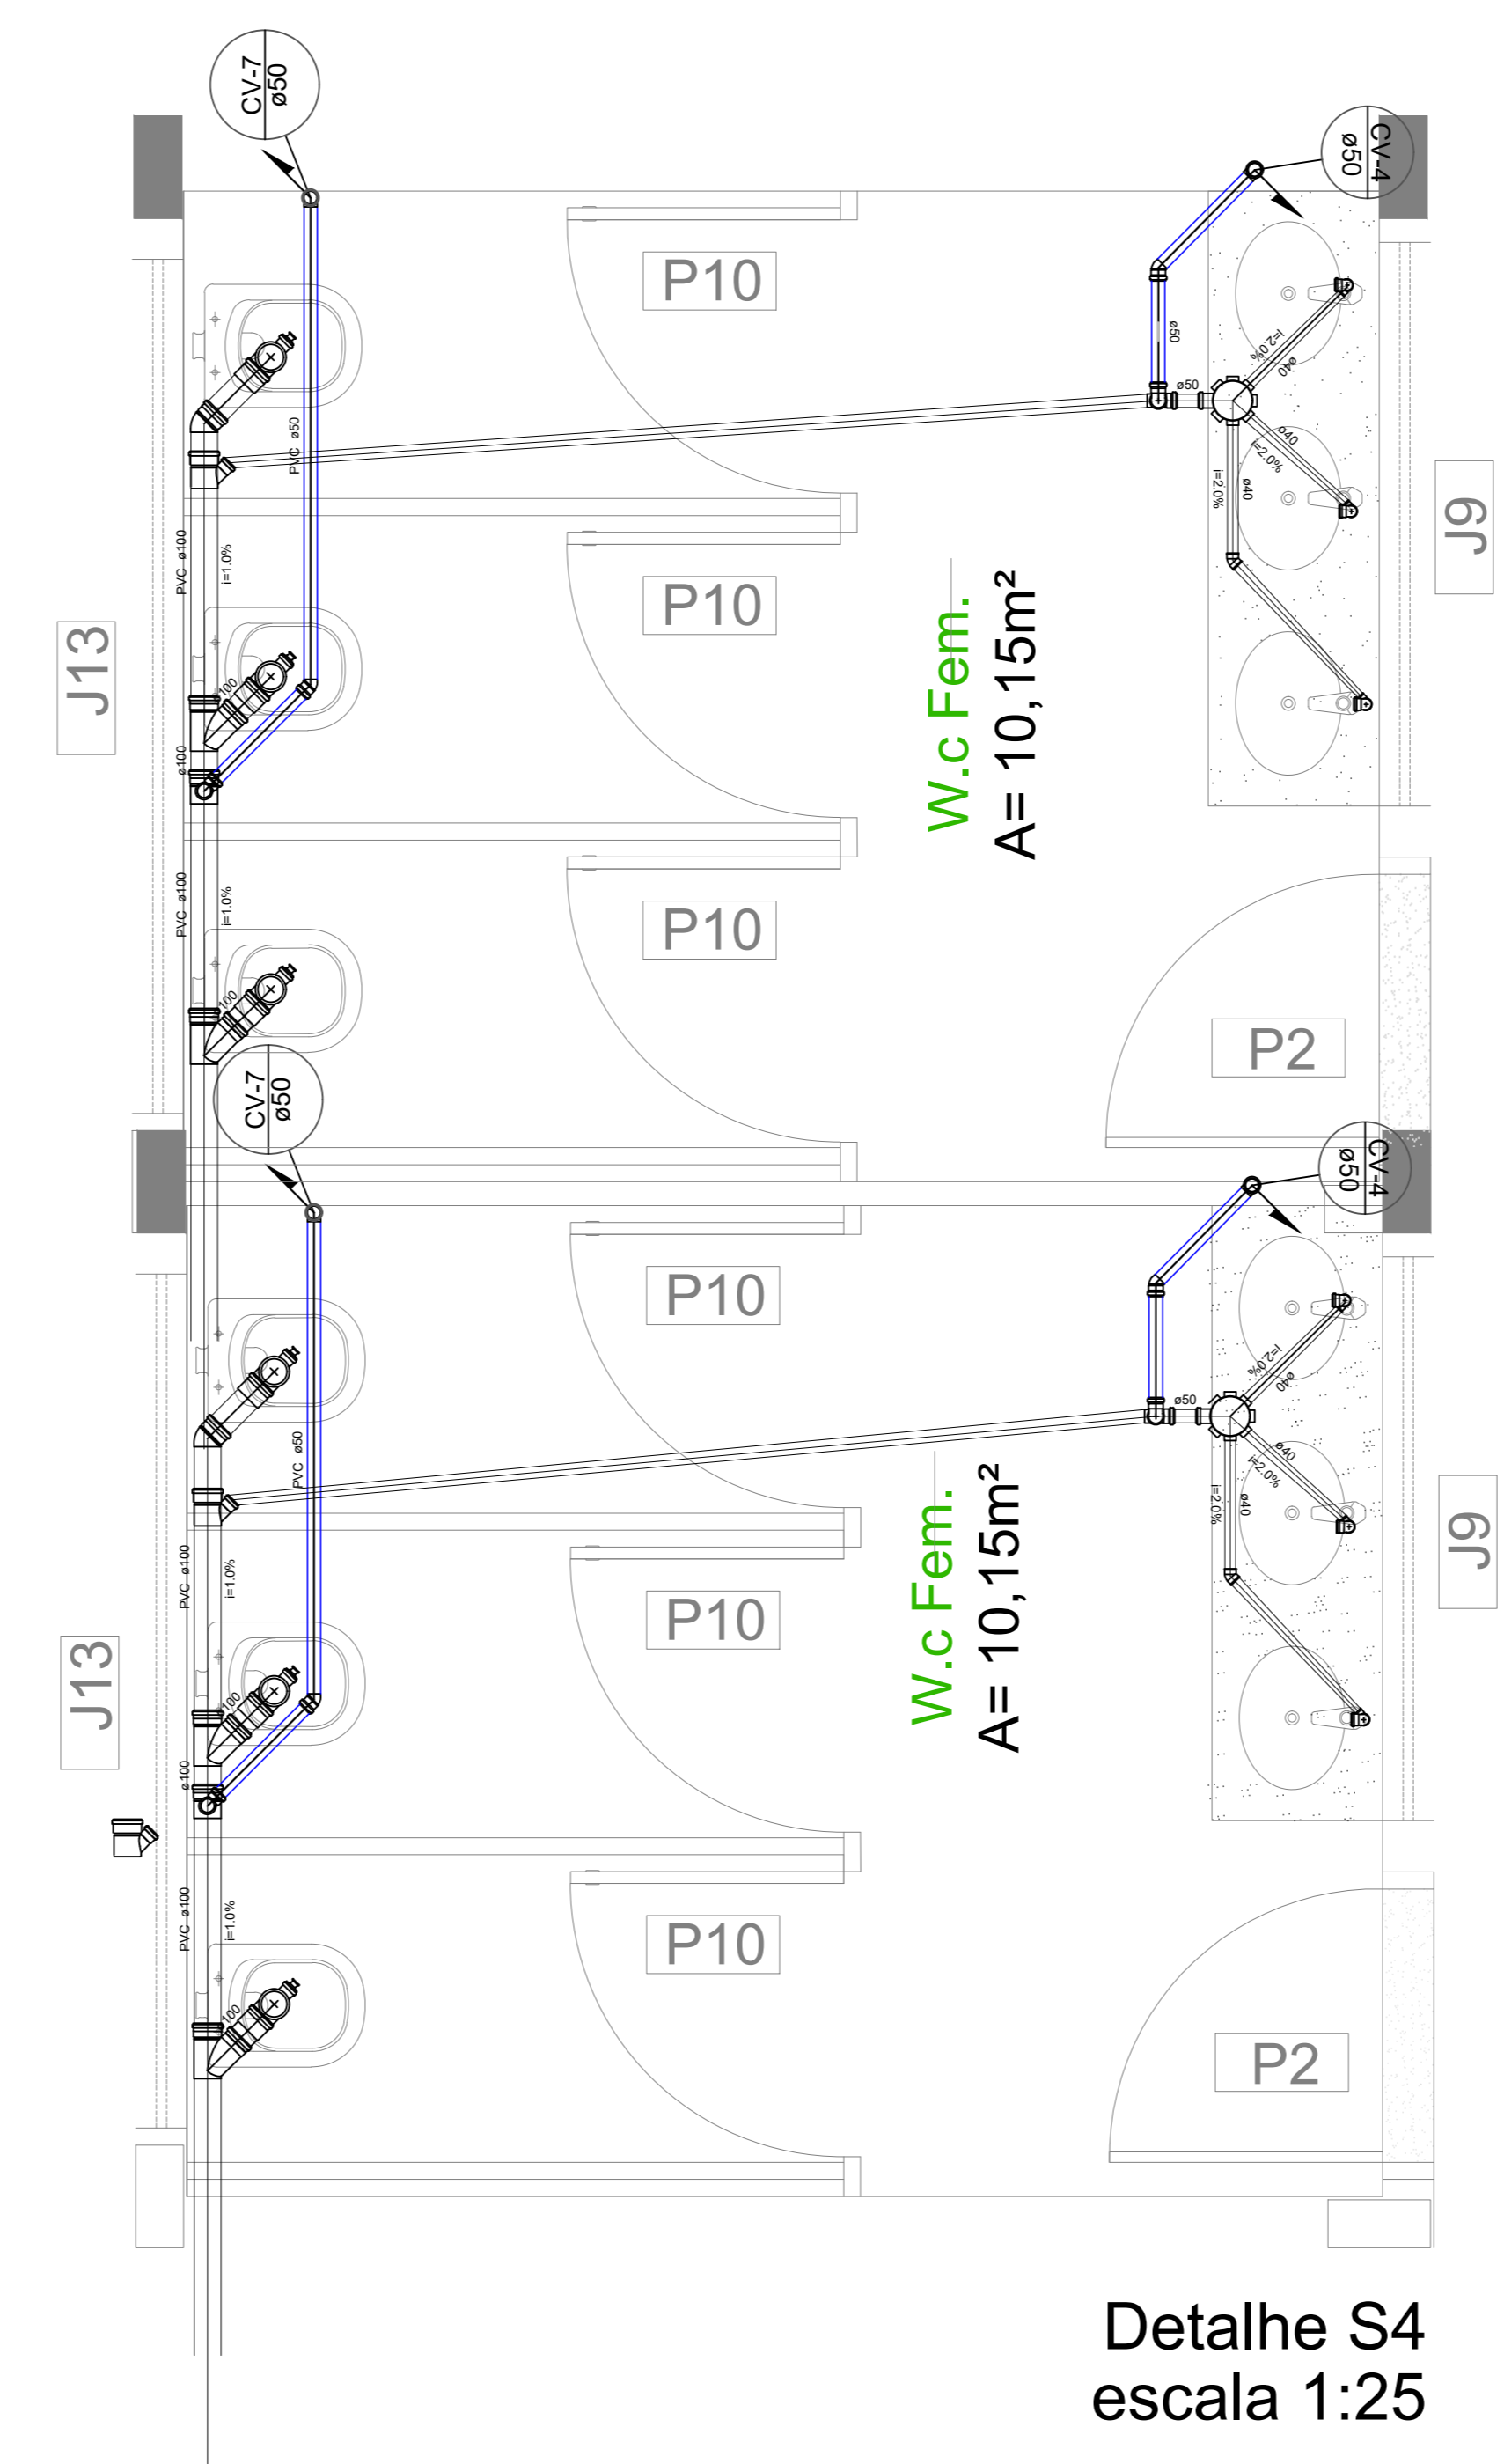 CV-7
ø50
CV-4
ø50
P10
ø50
ø50
i=2.0%
ø40
PVC ø50
ø40
i=2.0%
i=2.0%
ø40
J9
PVC ø100
i=1.0%
P10
J13
W.c Fem.
A= 10,15m²
100
ø100
PVC ø100
i=1.0%
P10
100
P2
CV-7
ø50
CV-4
ø50
P10
i=2.0%
ø40
ø50
PVC ø50
ø40
i=2.0%
i=2.0%
ø40
J9
PVC ø100
i=1.0%
P10
W.c Fem.
A= 10,15m²
J13
100
ø100
PVC ø100
i=1.0%
P10
100
P2
Detalhe S4
escala 1:25